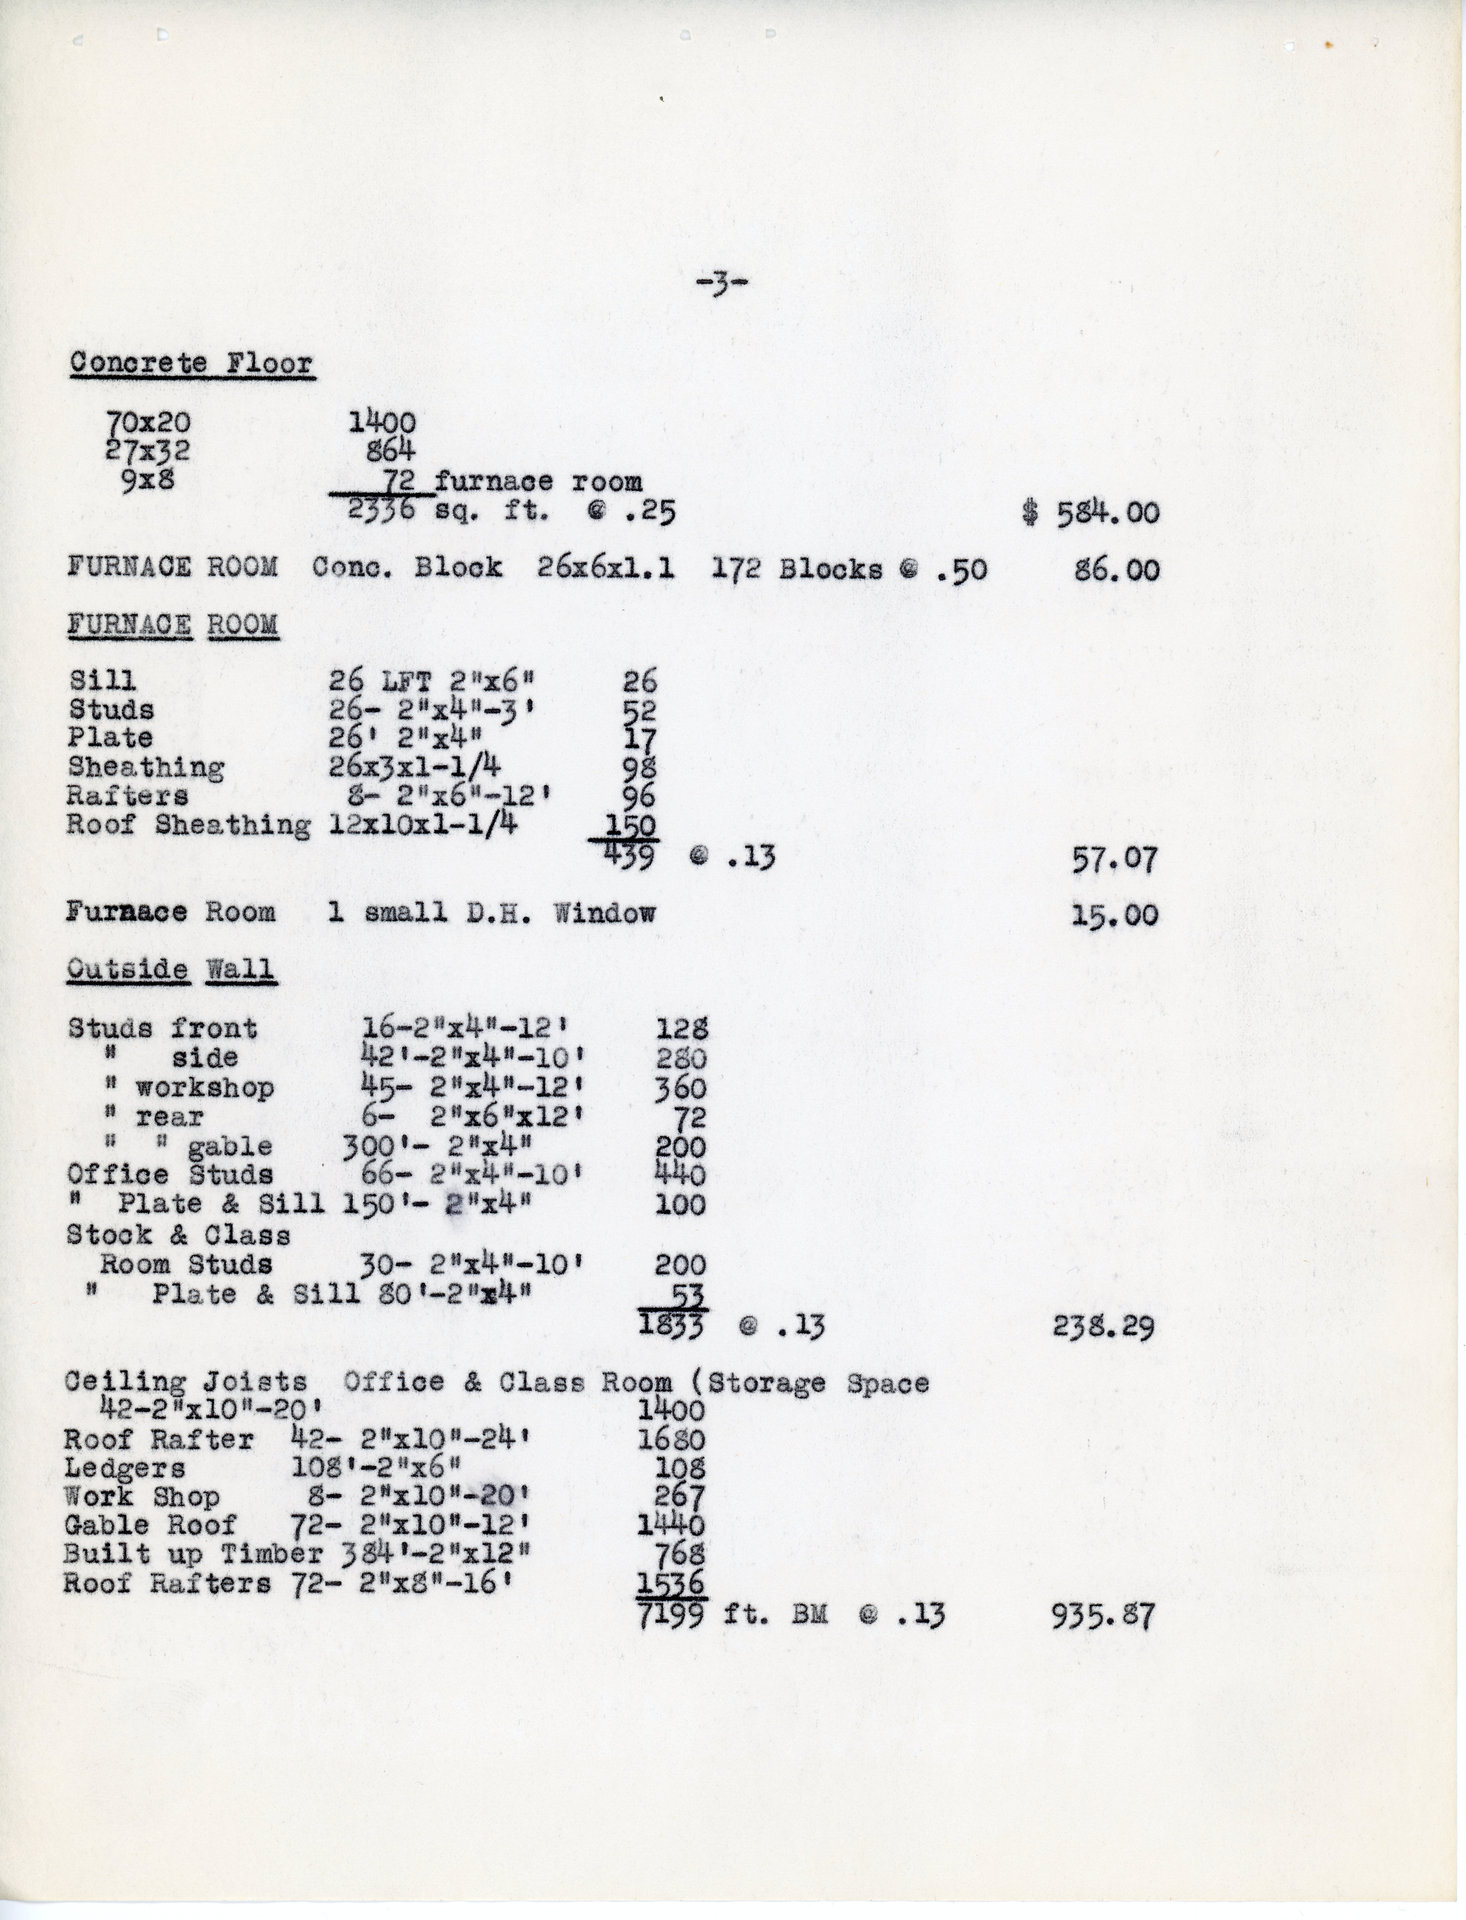 -3-
Concrete Floor
70x20 1400
27x32 864
9x8 72 furnace room
2336 sq. ft. @ .25 $ 584.00
FURNACE ROOM Conc. Block 26x6x1.1 172 Blocks @ .50 86.00
FURNACE ROOM
Sill 26 LFT 2"x6" 26
Studs 26- 2"x4"-3' 52
Plate 26' 2"x4" 17
Sheathing 26x3x1-1/4 98
Rafters 8- 2"x6"-12' 96
Roof Sheathing 12x10x1-1/4 150
439 @ .13 57.07
Furnace Room 1 small D.H. Window 15.00
Outside Wall
Studs front 16-2"x4"-12' 128
" side 42'-2"x4"-10' 280
" workshop 45- 2"x4"-12' 360
" rear 6- 2"x6"x12' 72
" " gable 300'- 2"x4" 200
Office Studs 66- 2"x4"-10' 440
" Plate & Sill 150'- 2"x4" 100
Stock & Class
Room Studs 30- 2"x4"-10' 200
" Plate & Sill 80'-2"x4" 53
1833 @ .13 238.29
Ceiling Joists Office & Class Room (Storage Space
42-2"x10"-20' 1400
Roof Rafter 42- 2"x10"-24' 1680
Ledgers 108'-2"x6" 108
Work Shop 8- 2"x10"-20' 267
Gable Roof 72- 2"x10"-12' 1440
Built up Timber 384'-2"x12" 768
Roof Rafters 72- 2"x8"-16' 1536
7199 ft. BM @ .13 935.87